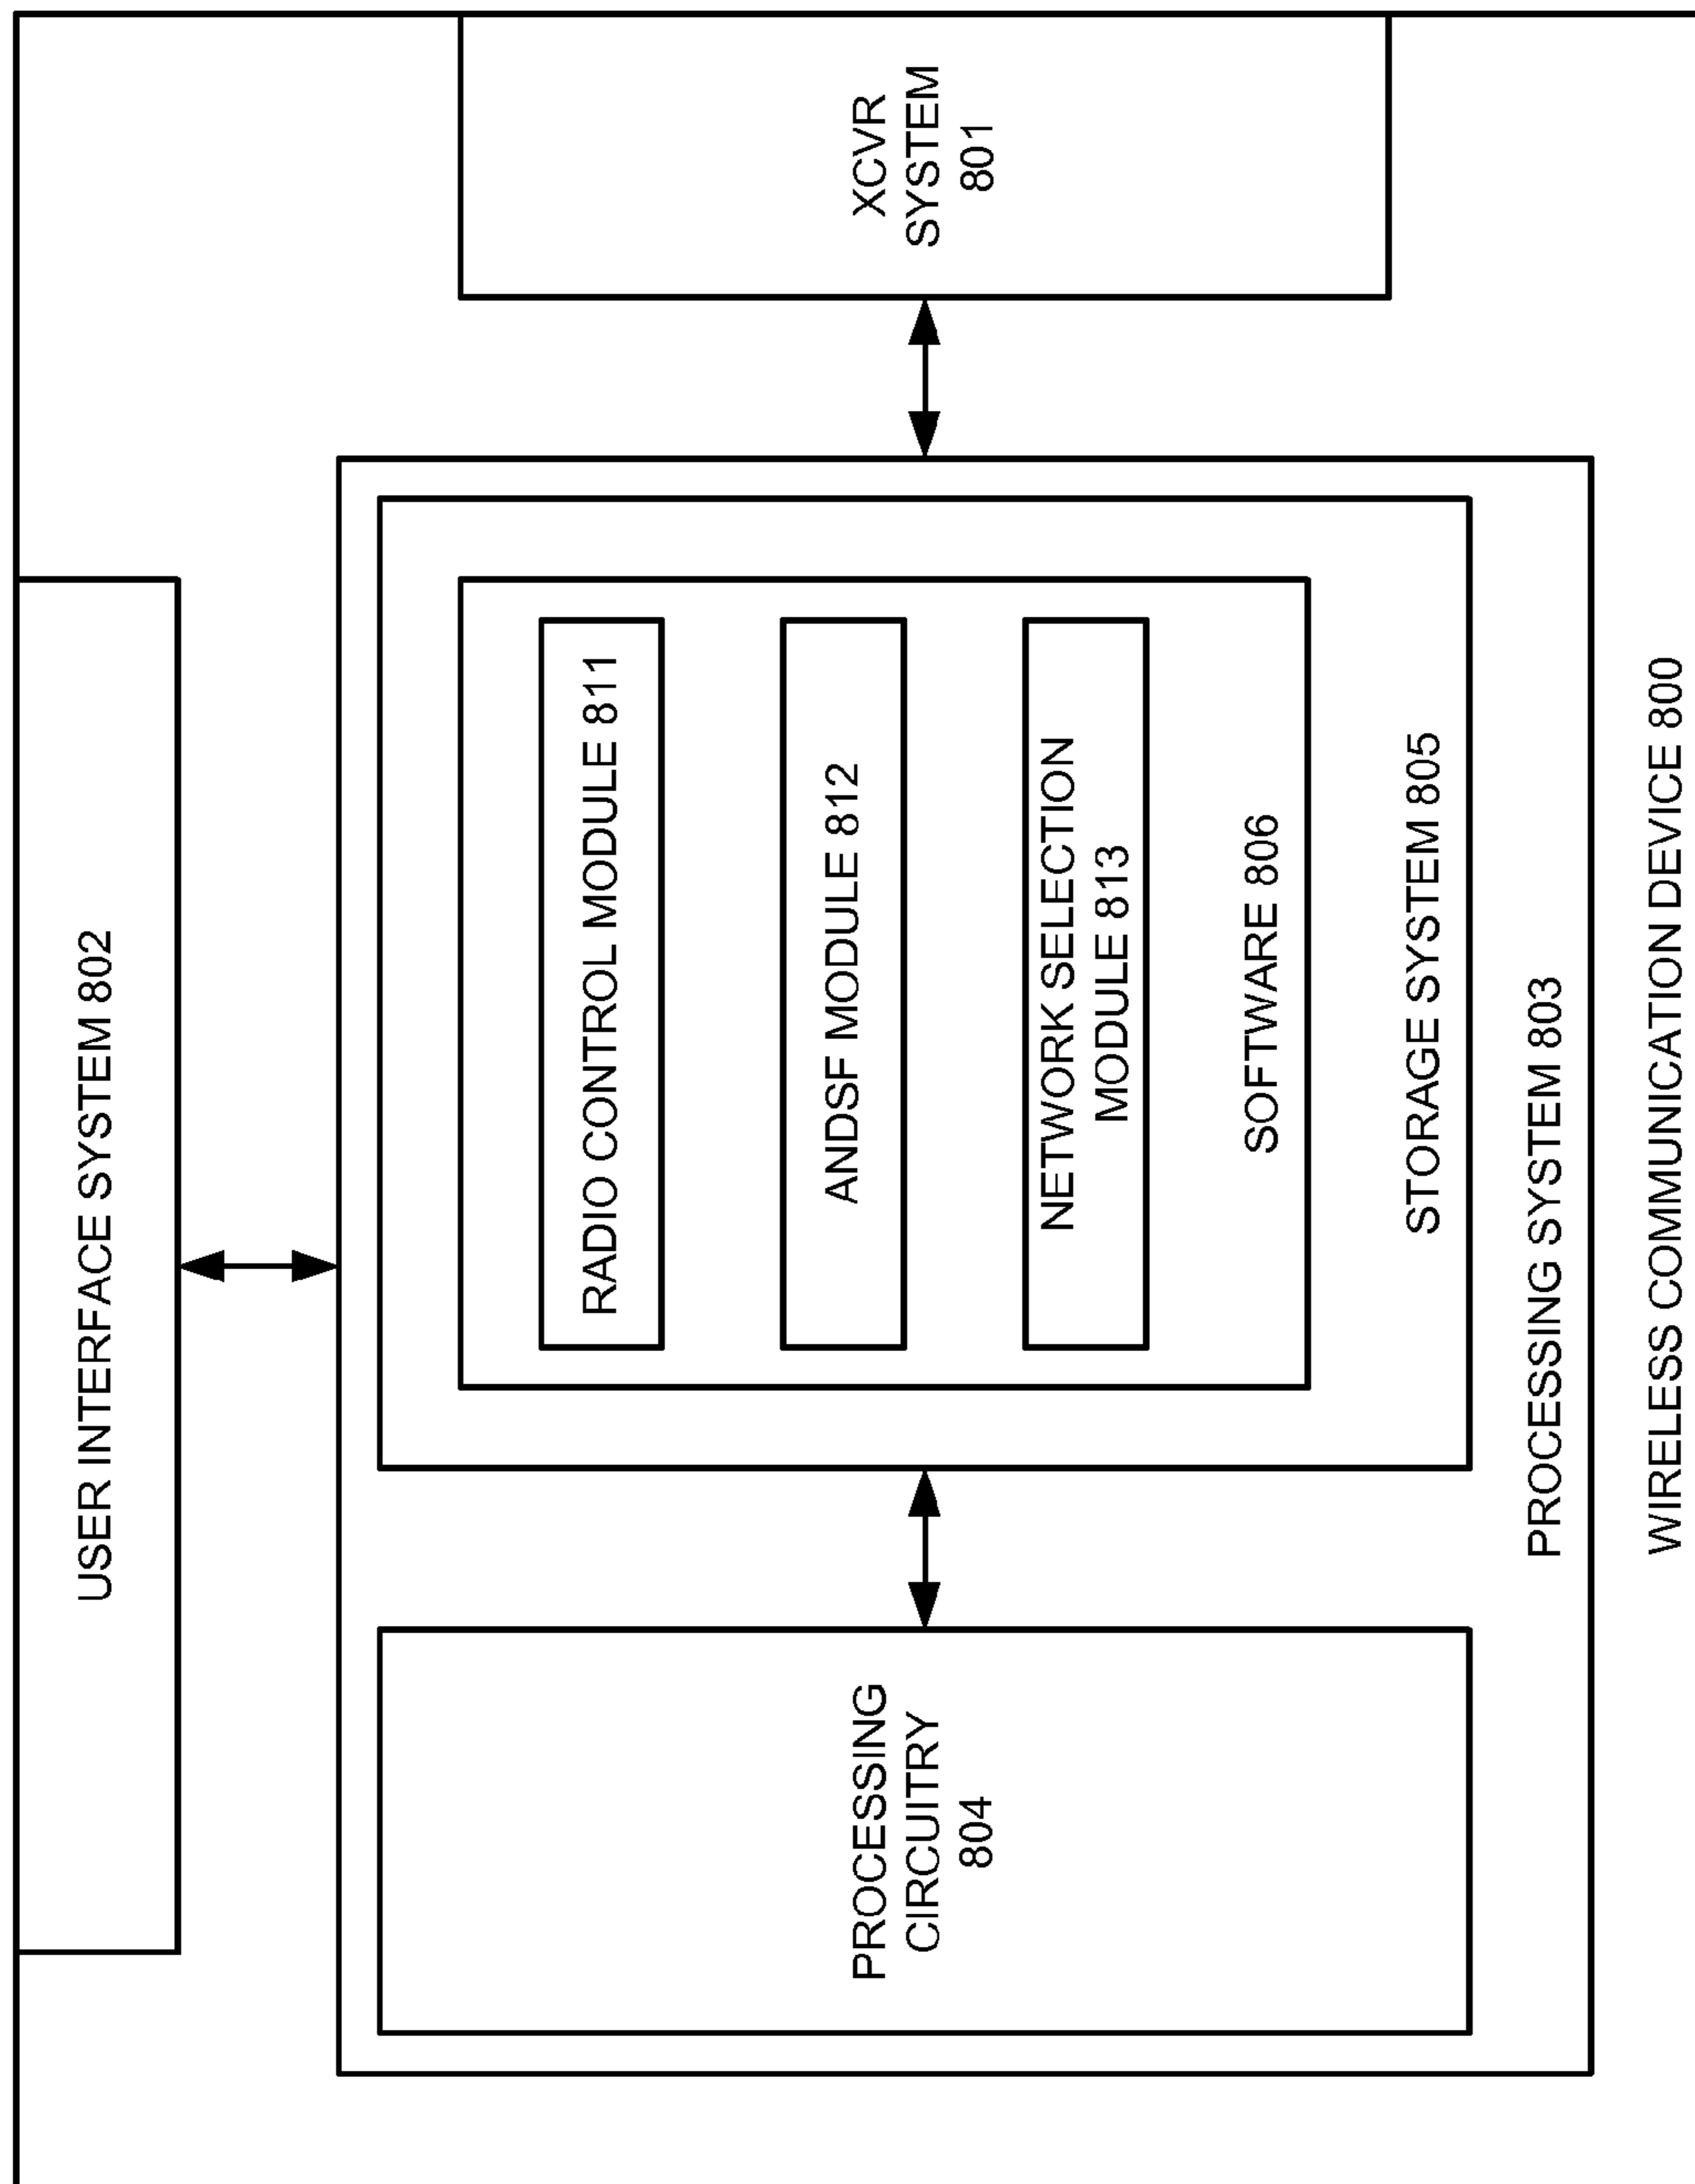 USER INTERFACE SYSTEM 802
XCVR
SYSTEM
801
RADIO CONTROL MODULE 811
ANDSF MODULE 812
NETWORK SELECTION
MODULE 813
SOFTWARE 806
STORAGE SYSTEM 805
PROCESSING
CIRCUITRY
804
PROCESSING SYSTEM 803
WIRELESS COMMUNICATION DEVICE 800